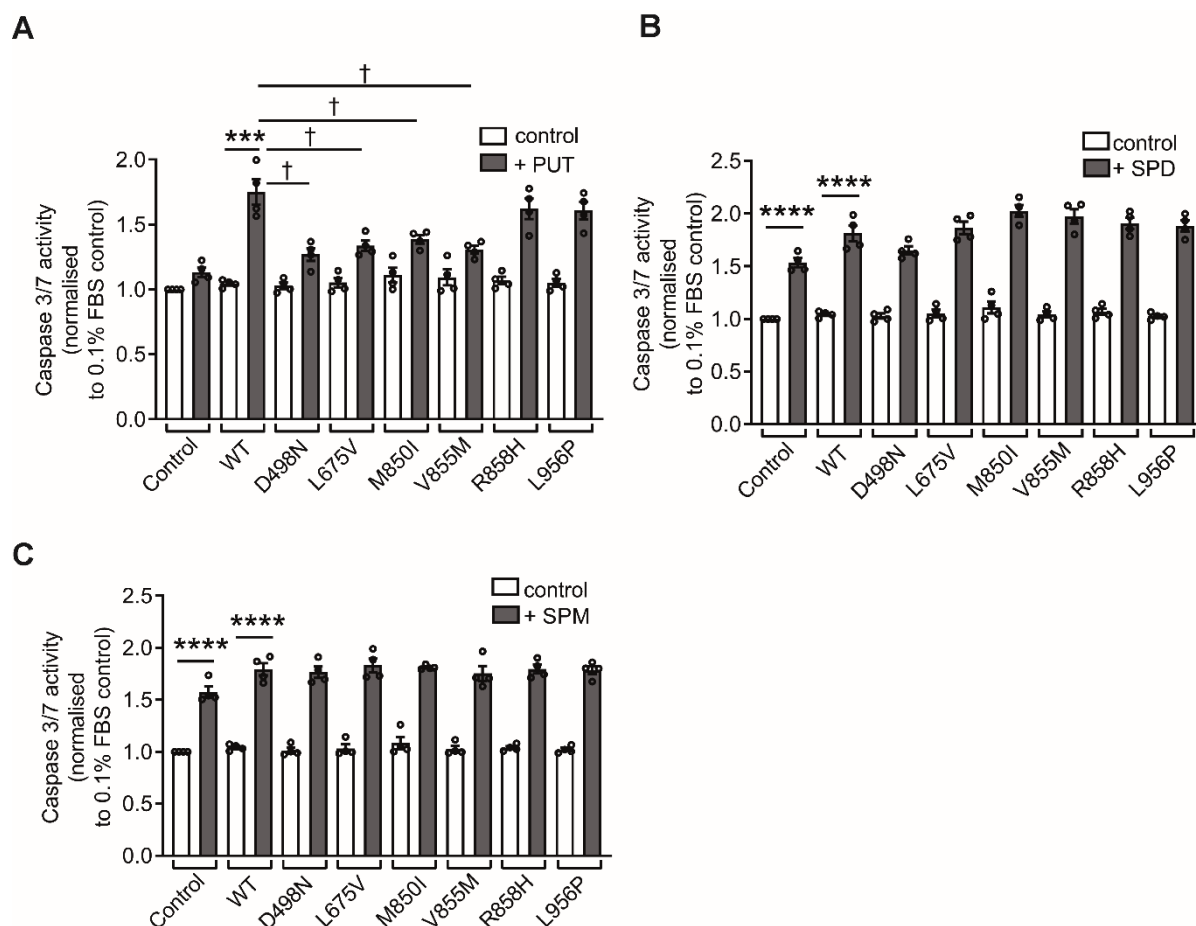 A
†
†
†
***
†
control
+ PUT
Caspase 3/7 activity
(normalised
to 0.1% FBS control)
2.0
1.5
1.0
0.5
0.0
Control
WT
D498N
L675V
M850I
V855M
R858H
L956P
B
control
+ SPD
****
****
Caspase 3/7 activity
(normalised
to 0.1% FBS control)
2.5
2.0
1.5
1.0
0.5
0.0
Control
WT
D498N
L675V
M850I
V855M
R858H
L956P
C
control
+ SPM
****
****
Caspase 3/7 activity
(normalised
to 0.1% FBS control)
2.5
2.0
1.5
1.0
0.5
0.0
Control
WT
D498N
L675V
M850I
V855M
R858H
L956P